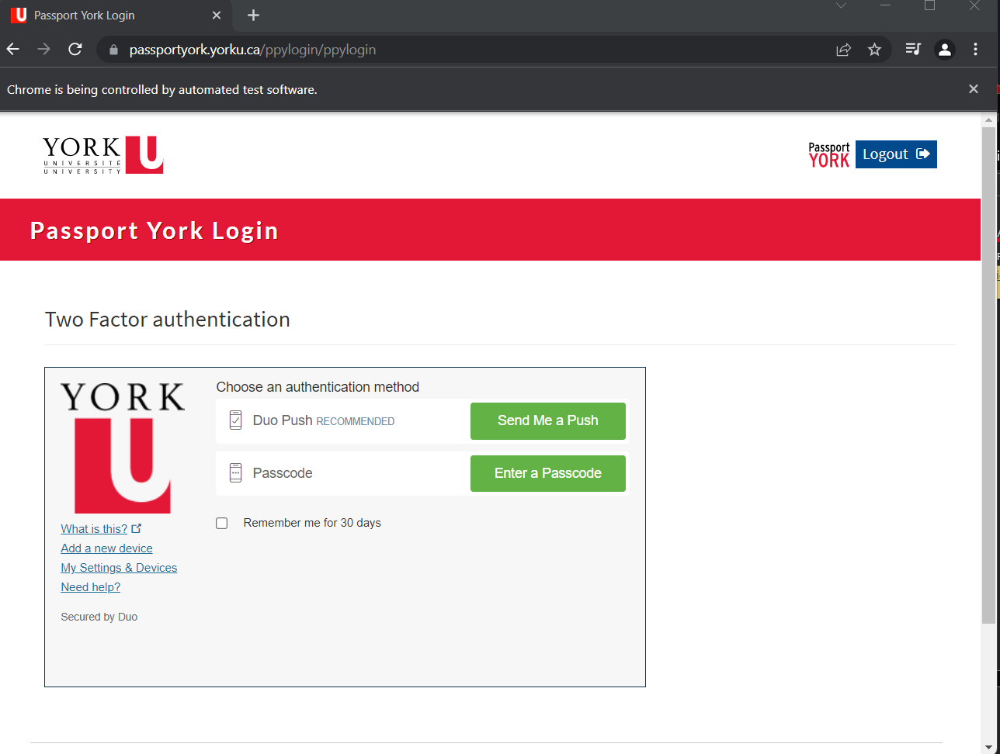 Passport York Login
passportyork.yorku.ca/ppylogin/ppylogin
Chrome is being controlled by automated test software.
YORK U
UNIVERSITÉ
UNIVERSITY
Passport
YORK
Logout
Passport York Login
Two Factor authentication
YORK
U
Choose an authentication method
Duo Push RECOMMENDED
Send Me a Push
Passcode
Enter a Passcode
Remember me for 30 days
What is this?
Add a new device
My Settings & Devices
Need help?
Secured by Duo